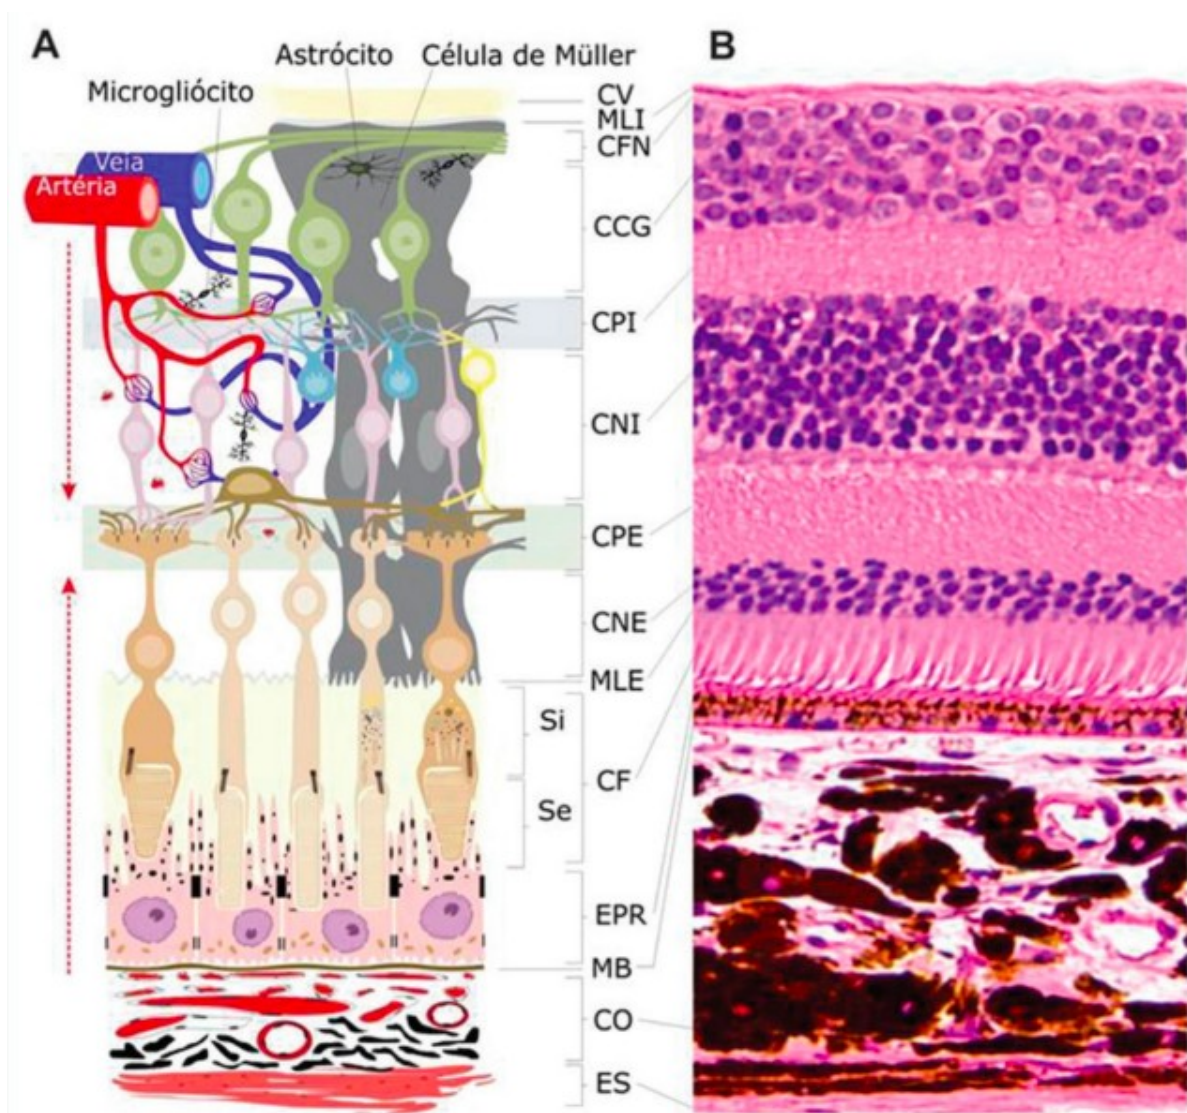 A
B
Astrócito
Célula de Müller
Microgliócito
CV
MLI
CFN
Veia
Artéria
CCG
CPI
CNI
CPE
CNE
MLE
Si
CF
Se
EPR
MB
CO
ES